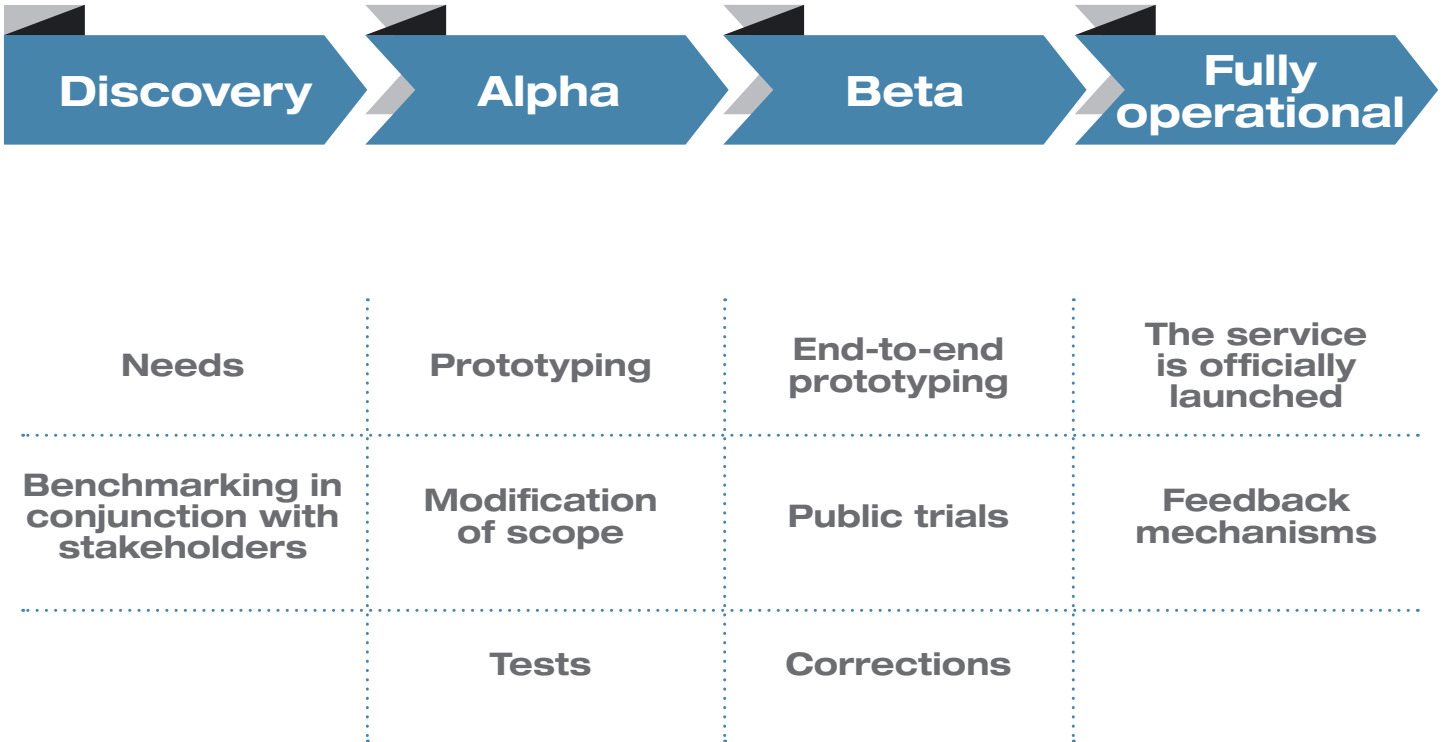 Discovery
Alpha
Beta
Fully
operational
Needs
Prototyping
End-to-end
prototyping
The service
is officially
launched
Benchmarking in
conjunction with
stakeholders
Modification
of scope
Public trials
Feedback
mechanisms
Tests
Corrections